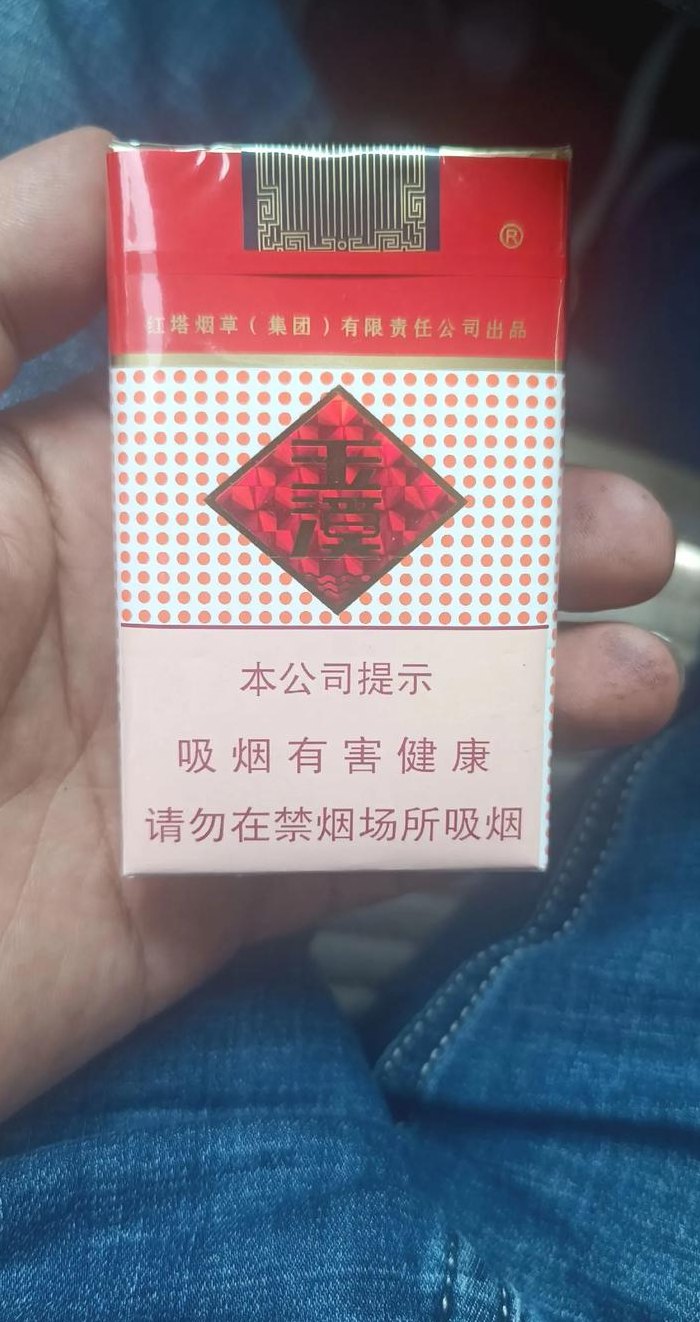 ®
红塔烟草（集团）有限责任公司出品
玉溪
本公司提示
吸烟有害健康
请勿在禁烟场所吸烟